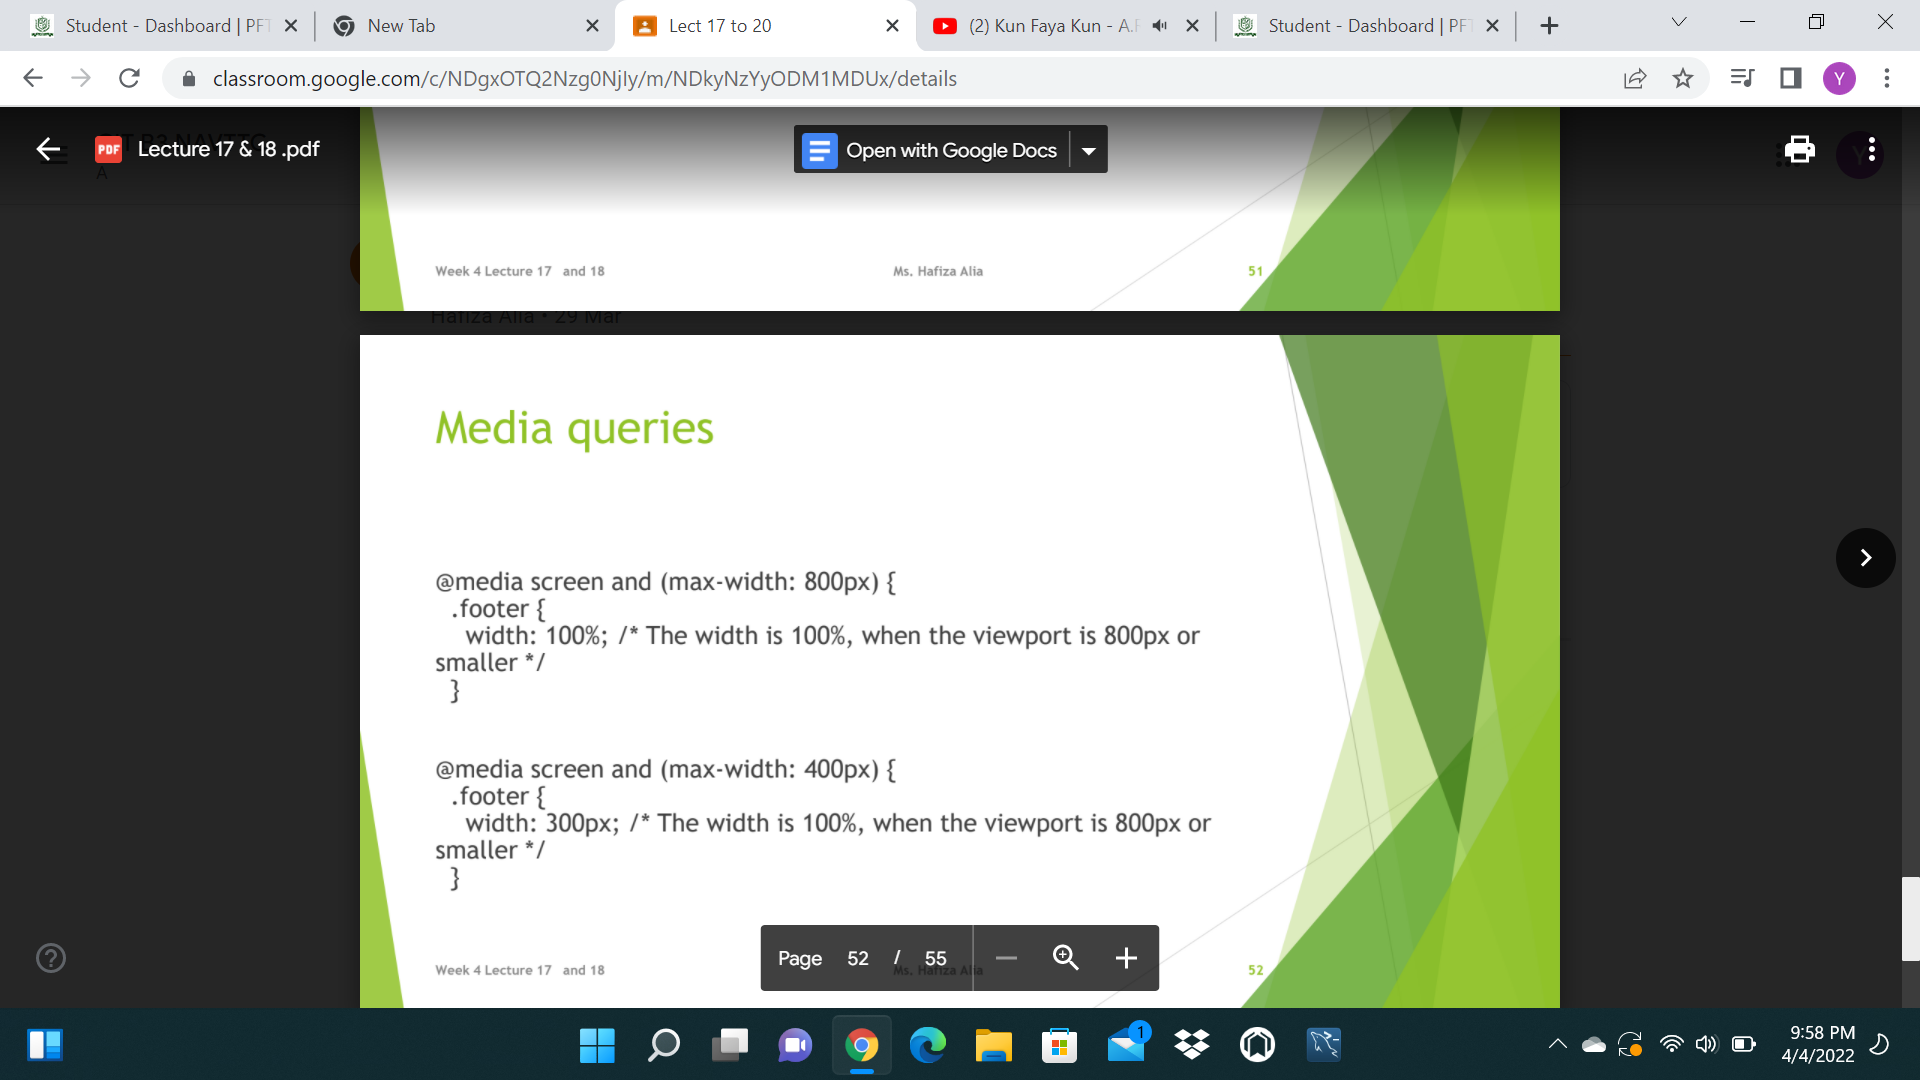 Student - Dashboard | PFT
New Tab
Lect 17 to 20
(2) Kun Faya Kun - A.R
Student - Dashboard | PFT
classroom.google.com/c/NDgxOTQ2Nzg0NjIy/m/NDkyNzYyODM1MDUx/details
Y
PDF
Lecture 17 & 18 .pdf
Open with Google Docs
A
Week 4 Lecture 17 and 18
Ms. Hafiza Alia
51
Hafiza Alia • 29 Mar
Media queries
@media screen and (max-width: 800px) {
.footer {
width: 100%; /* The width is 100%, when the viewport is 800px or
smaller */
}
@media screen and (max-width: 400px) {
.footer {
width: 300px; /* The width is 100%, when the viewport is 800px or
smaller */
}
Page 52 / 55
Week 4 Lecture 17 and 18
Ms. Hafiza Alia
52
1
9:58 PM
4/4/2022